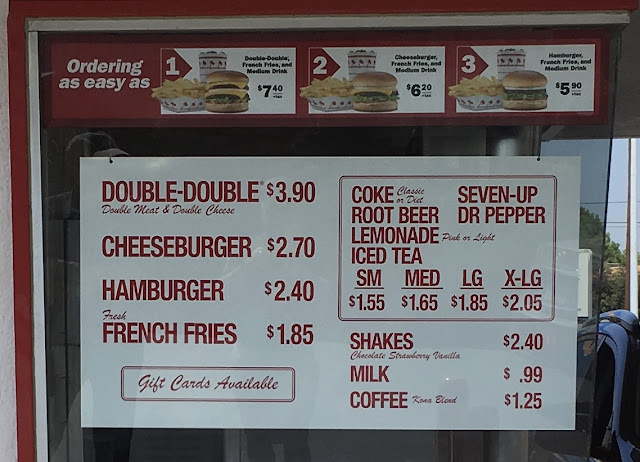 Ordering
as easy as
1
Double-Double,
French Fries, and
Medium Drink
$7.40
+tax
2
Cheeseburger,
French Fries, and
Medium Drink
$6.20
+tax
3
Hamburger,
French Fries, and
Medium Drink
$5.90
+tax
DOUBLE-DOUBLE® $3.90
Double Meat & Double Cheese
CHEESEBURGER $2.70
HAMBURGER $2.40
Fresh
FRENCH FRIES $1.85
Gift Cards Available
COKE Classic or Diet SEVEN-UP
ROOT BEER DR PEPPER
LEMONADE Pink or Light
ICED TEA
SM MED LG X-LG
$1.55 $1.65 $1.85 $2.05
SHAKES $2.40
Chocolate Strawberry Vanilla
MILK $ .99
COFFEE Kona Blend $1.25